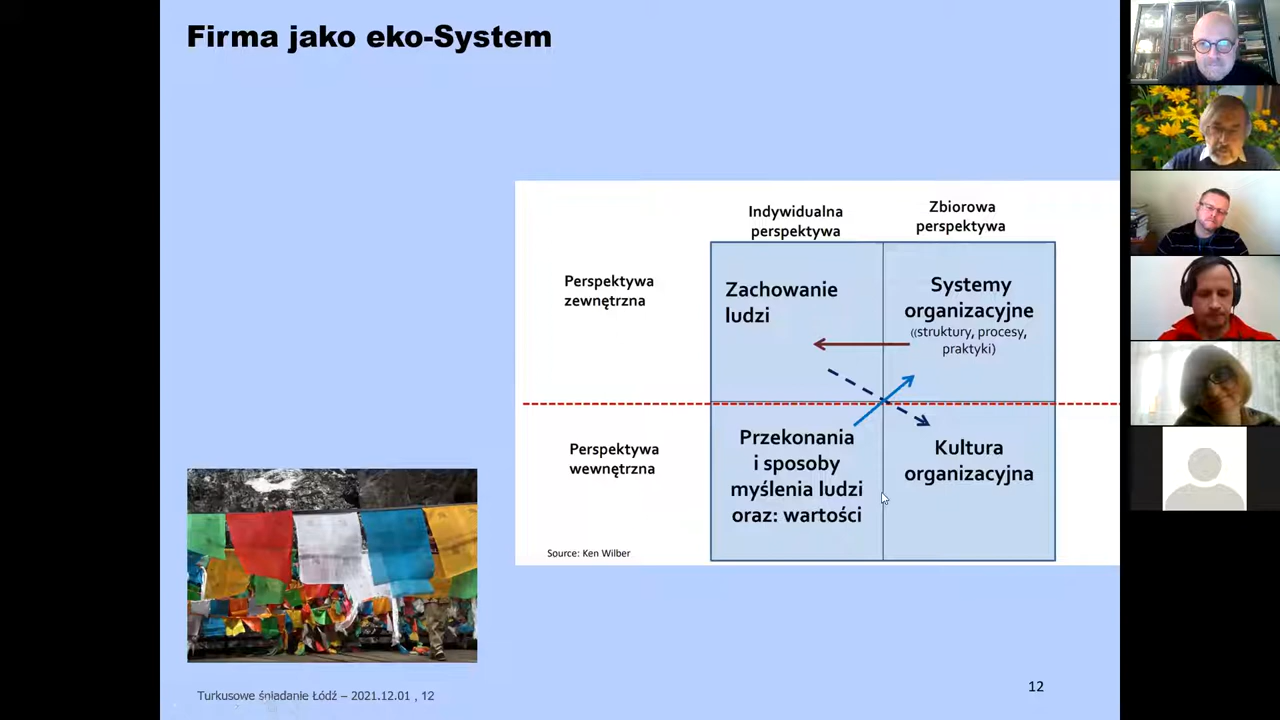 Firma jako eko-System
Indywidualna
perspektywa
Zbiorowa
perspektywa
Perspektywa
zewnętrzna
Zachowanie
ludzi
Systemy
organizacyjne
((struktury, procesy,
praktyki)
Perspektywa
wewnętrzna
Przekonania
i sposoby
myślenia ludzi
oraz: wartości
Kultura
organizacyjna
Source: Ken Wilber
Turkusowe śniadanie Łódź – 2021.12.01 , 12
12